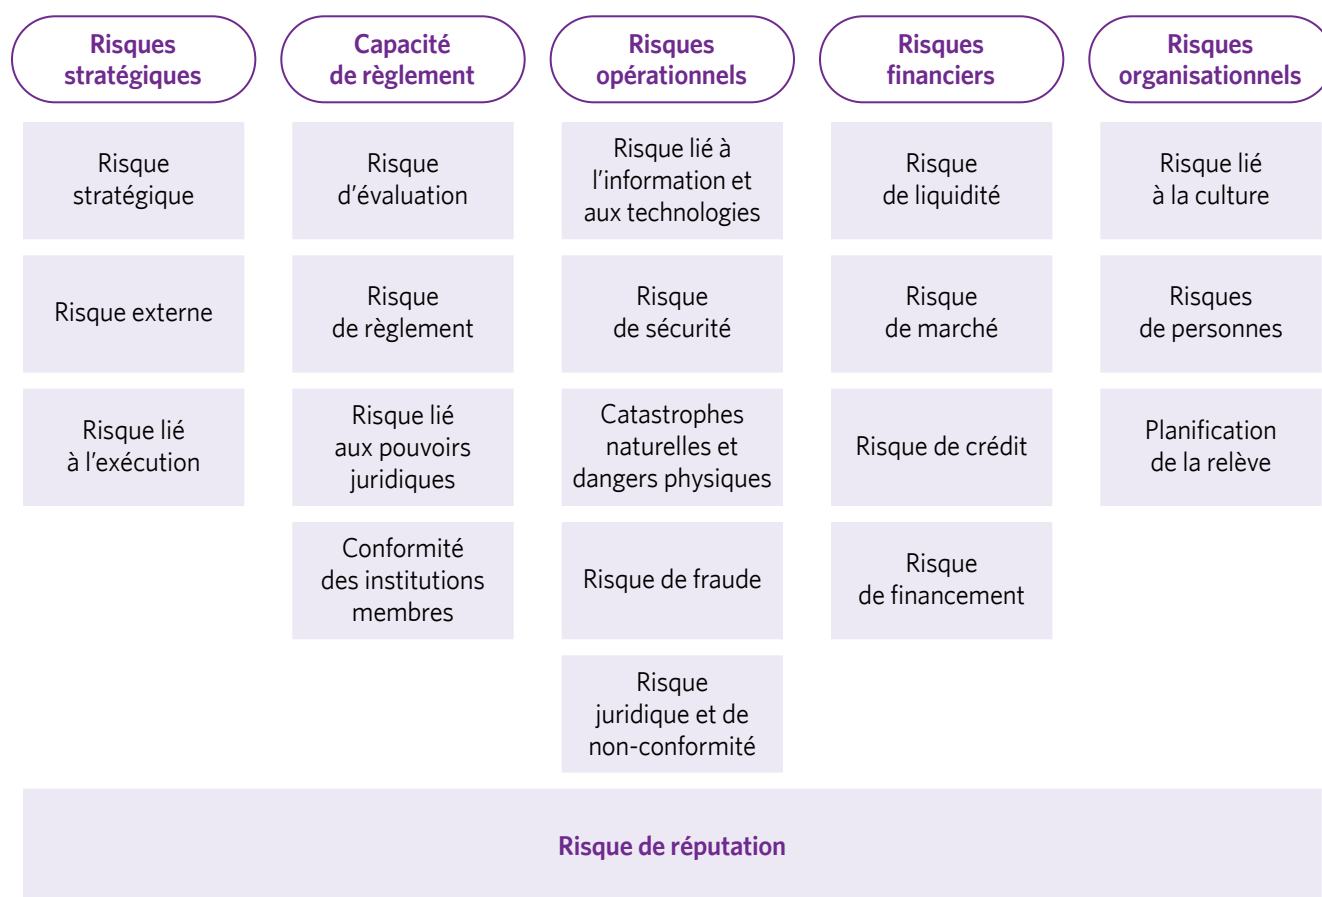 Risques
stratégiques
Capacité
de règlement
Risques
opérationnels
Risques
financiers
Risques
organisationnels
Risque
stratégique
Risque externe
Risque lié
à l'exécution
Risque
d'évaluation
Risque
de règlement
Risque lié
aux pouvoirs
juridiques
Conformité
des institutions
membres
Risque lié à
l'information et
aux technologies
Risque
de sécurité
Catastrophes
naturelles et
dangers physiques
Risque de fraude
Risque
juridique et de
non-conformité
Risque
de liquidité
Risque
de marché
Risque de crédit
Risque
de financement
Risque lié
à la culture
Risques
de personnes
Planification
de la relève
Risque de réputation